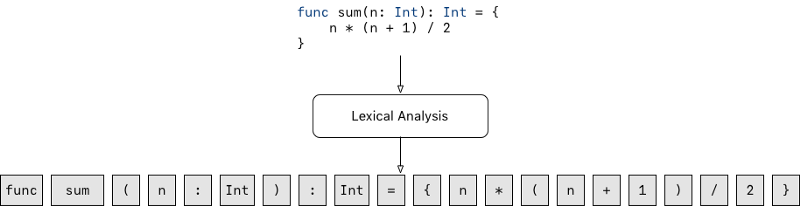 func sum(n: Int): Int = {
    n * (n + 1) / 2
}
Lexical Analysis
func sum ( n : Int ) : Int = { n * ( n + 1 ) / 2 }